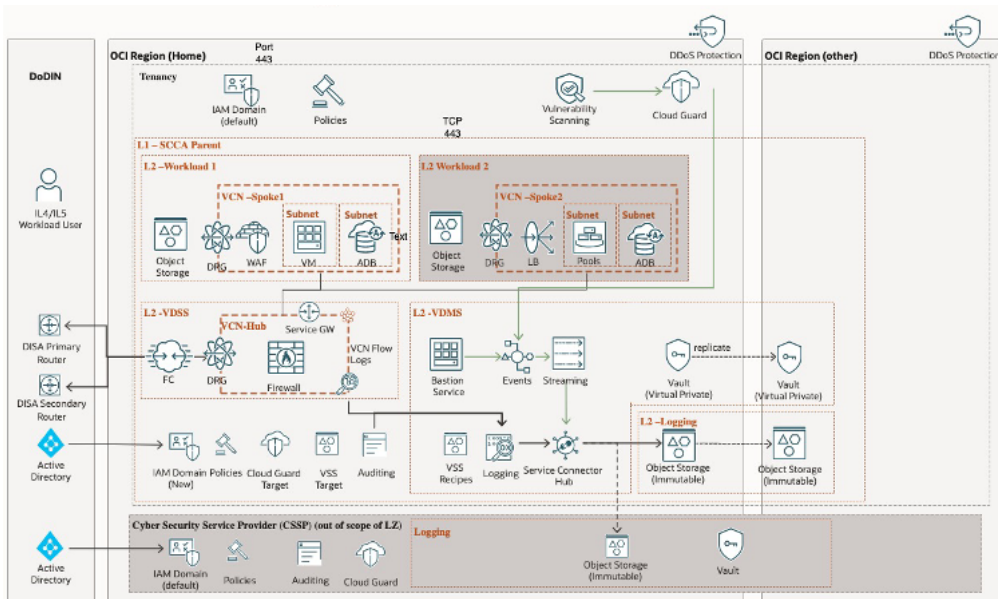 Port
443
OCI Region (Home)
DDoS Protection
OCI Region (other)
DDoS Protection
DoDIN
Tenancy
IAM Domain
(default)
Policies
Vulnerability
Scanning
Cloud Guard
TCP
443
L1 – SCCA Parent
L2 –Workload 1
L2 Workload 2
VCN –Spoke1
VCN –Spoke2
IL4/IL5
Workload User
Subnet
Subnet
Subnet
Subnet
Text
Object
Storage
DRG
WAF
VM
ADB
Object
Storage
DRG
LB
Pools
ADB
L2 -VDSS
L2 -VDMS
VCN-Hub
Service GW
VCN Flow
Logs
DISA Primary
Router
FC
DRG
Firewall
Bastion
Service
Events
Streaming
replicate
Vault
(Virtual Private)
Vault
(Virtual Private)
DISA Secondary
Router
L2 –Logging
Active
Directory
IAM Domain
(New)
Policies
Cloud Guard
Target
VSS
Target
Auditing
VSS
Recipes
Logging
Service Connector
Hub
Object Storage
(Immutable)
Object Storage
(Immutable)
Cyber Security Service Provider (CSSP) (out of scope of LZ)
Logging
Active
Directory
IAM Domain
(default)
Policies
Auditing
Cloud Guard
Object Storage
(Immutable)
Vault